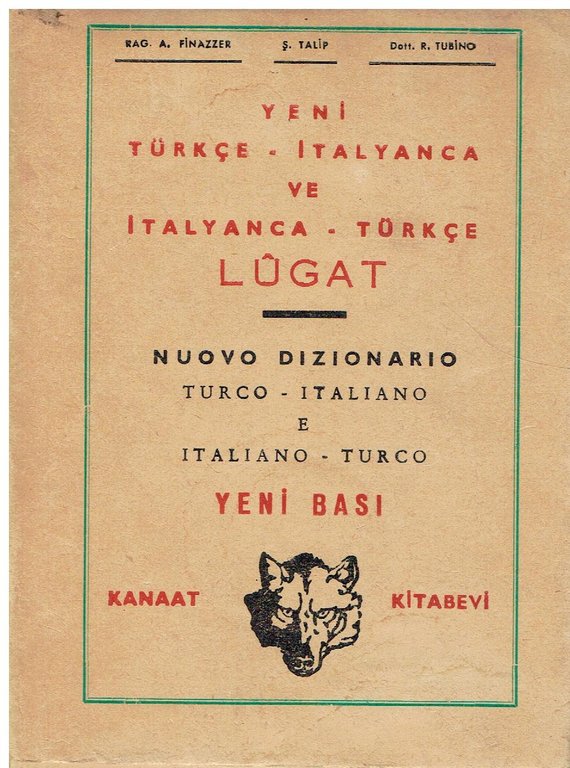 RAG. A. FİNAZZER Ş. TALİP Dott. R. TUBİNO
YENİ
TÜRKÇE - İTALYANCA
VE
İTALYANCA - TÜRKÇE
LÛGAT
NUOVO DIZIONARIO
TURCO - ITALIANO
E
ITALIANO - TURCO
YENİ BASI
KANAAT KİTABEVİ